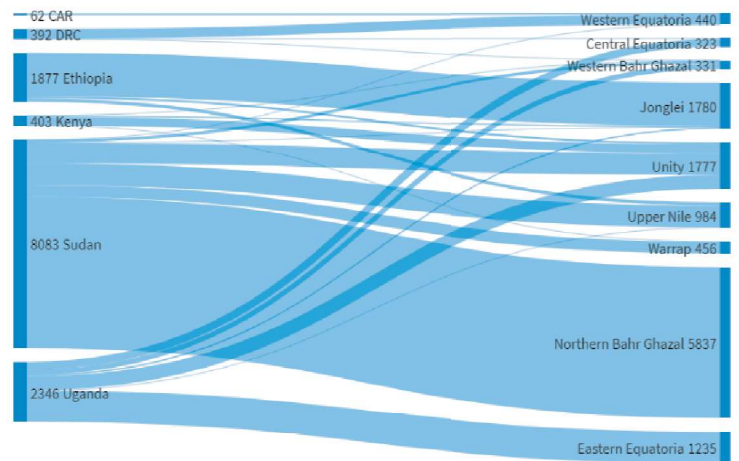 62 CAR
392 DRC
1877 Ethiopia
403 Kenya
8083 Sudan
2346 Uganda
Western Equatoria 440
Central Equatoria 323
Western Bahr Ghazal 331
Jonglei 1780
Unity 1777
Upper Nile 984
Warrap 456
Northern Bahr Ghazal 5837
Eastern Equatoria 1235